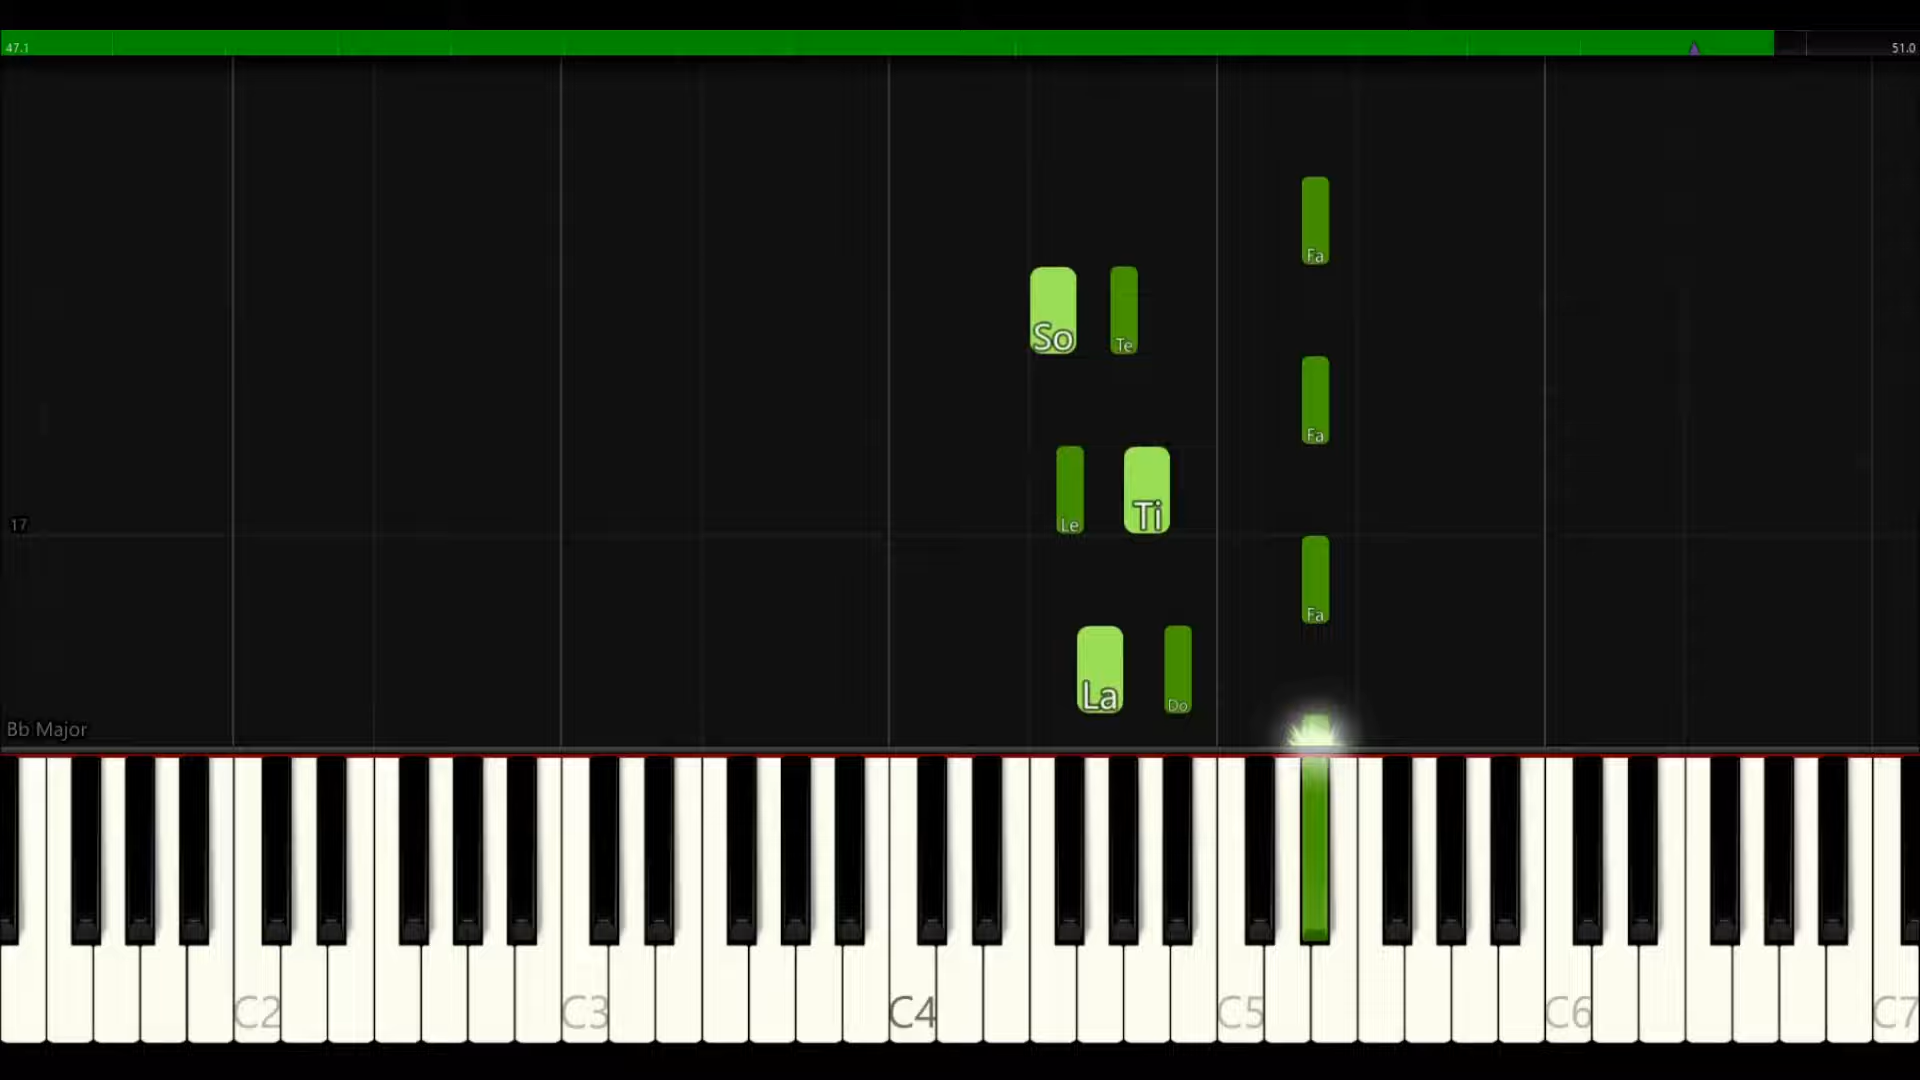 47.1 51.0
Fa
So Te
Fa
Le Ti
17
Fa
La Do
Bb Major
C2 C3 C4 C5 C6 C7